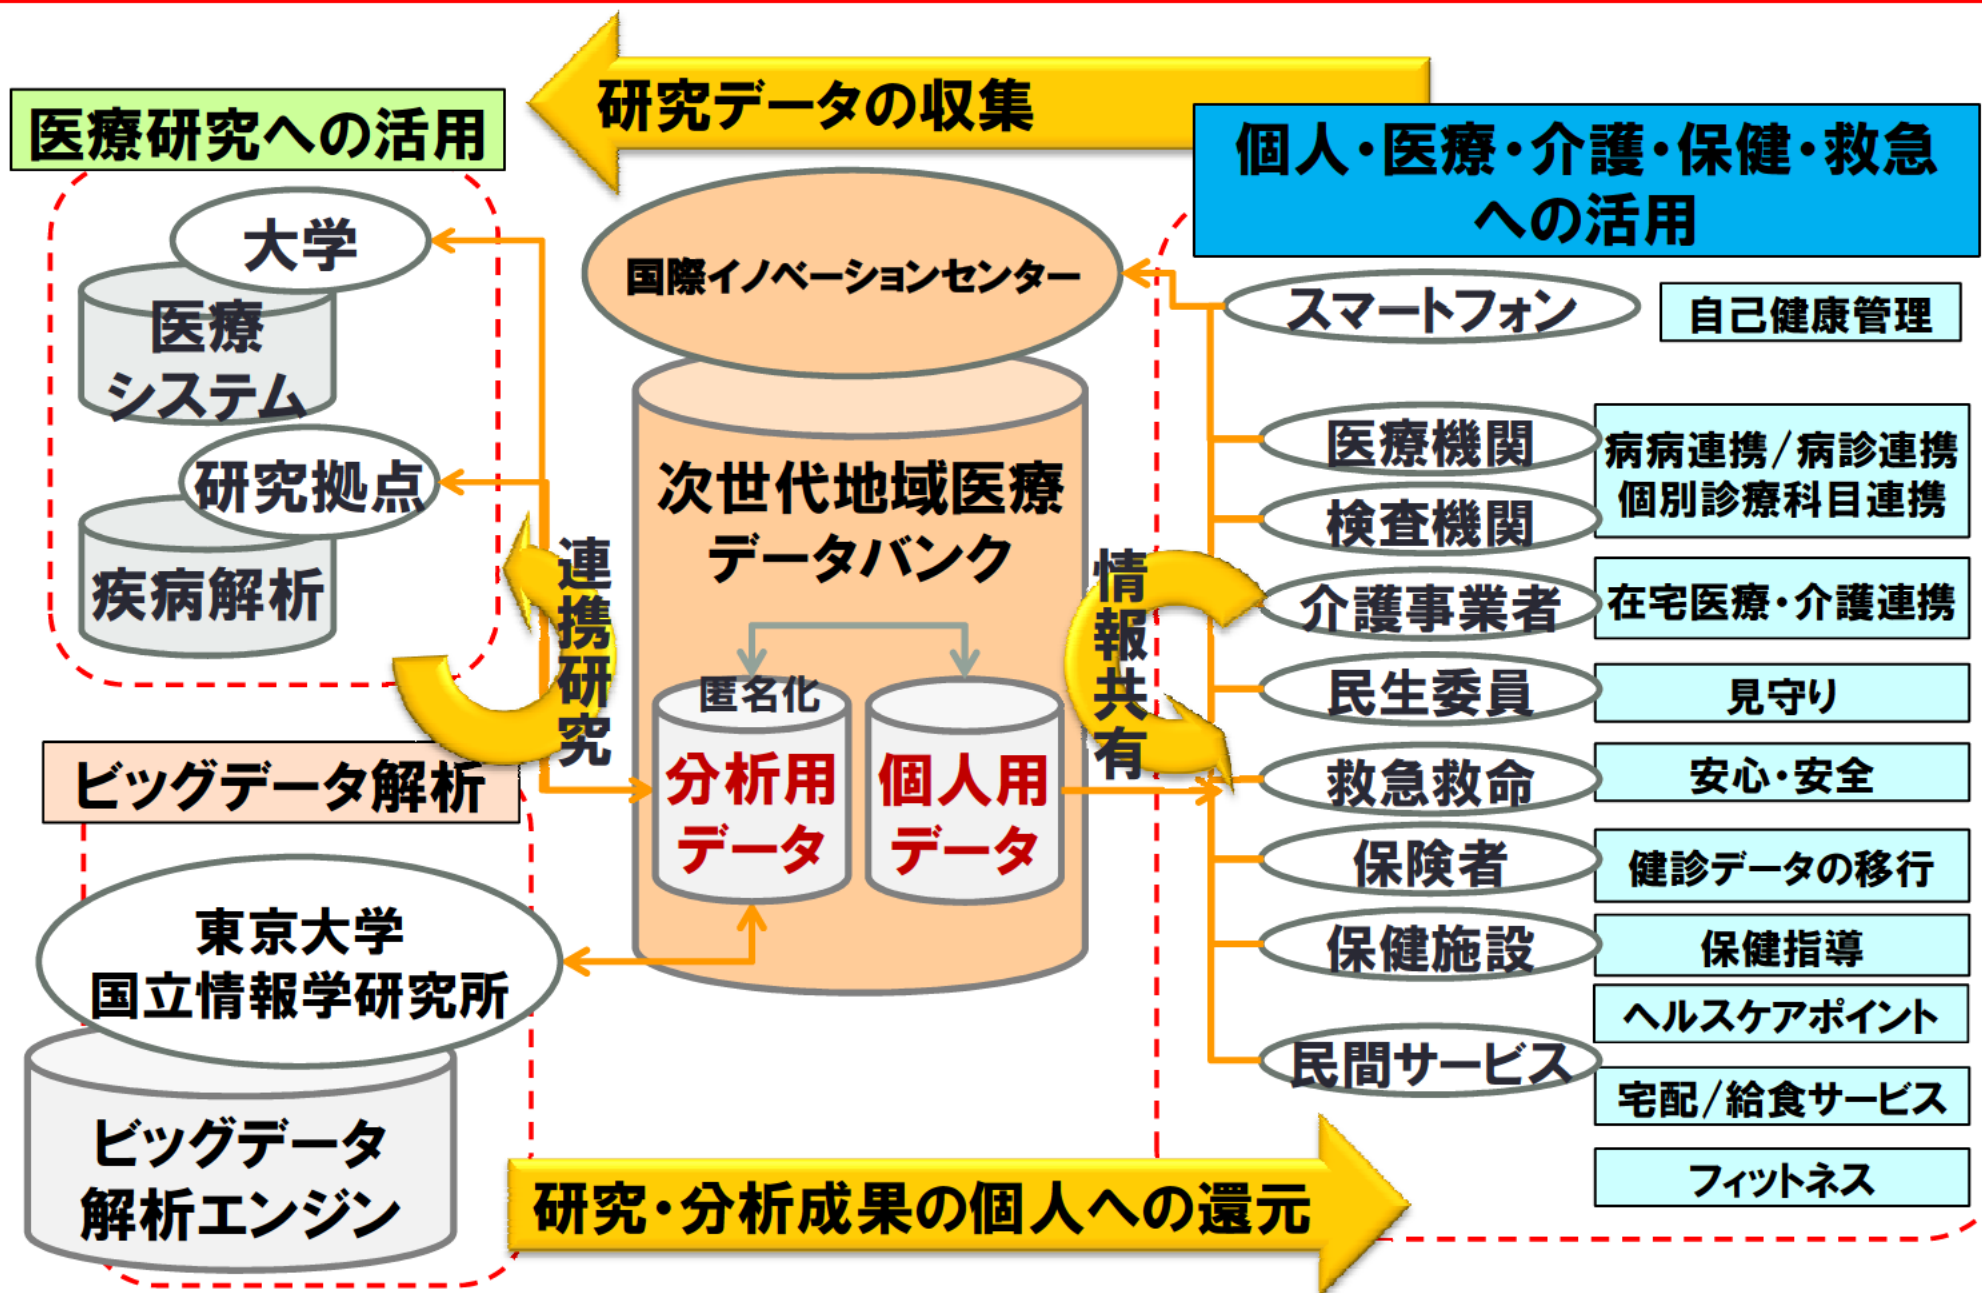 研究データの収集
医療研究への活用
個人・医療・介護・保健・救急
への活用
大学
医療
システム
研究拠点
疾病解析
連携研究
ビッグデータ解析
東京大学
国立情報学研究所
ビッグデータ
解析エンジン
国際イノベーションセンター
次世代地域医療
データバンク
匿名化
分析用
データ
個人用
データ
情報共有
スマートフォン
自己健康管理
医療機関
検査機関
病病連携/病診連携
個別診療科目連携
介護事業者
在宅医療・介護連携
民生委員
見守り
救急救命
安心・安全
保険者
健診データの移行
保健施設
保健指導
民間サービス
ヘルスケアポイント
宅配/給食サービス
フィットネス
研究・分析成果の個人への還元